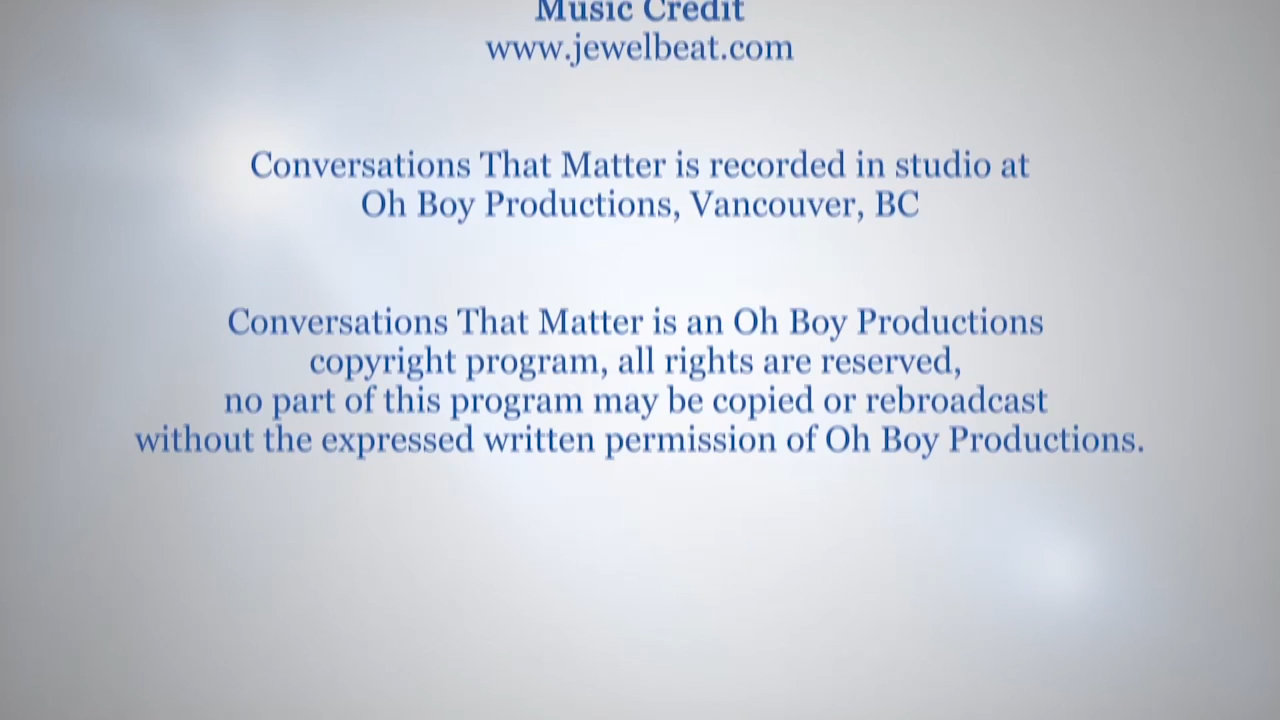 Music Credit
www.jewelbeat.com
Conversations That Matter is recorded in studio at
Oh Boy Productions, Vancouver, BC
Conversations That Matter is an Oh Boy Productions
copyright program, all rights are reserved,
no part of this program may be copied or rebroadcast
without the expressed written permission of Oh Boy Productions.